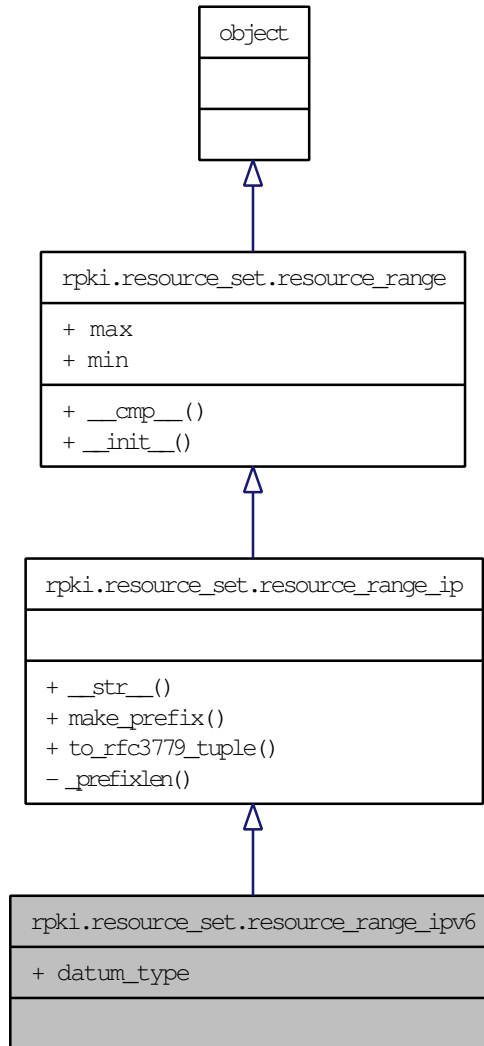 object
rpki.resource_set.resource_range
+ max
+ min
+ __cmp__()
+ __init__()
rpki.resource_set.resource_range_ip
+ __str__()
+ make_prefix()
+ to_rfc3779_tuple()
- _prefixlen()
rpki.resource_set.resource_range_ipv6
+ datum_type